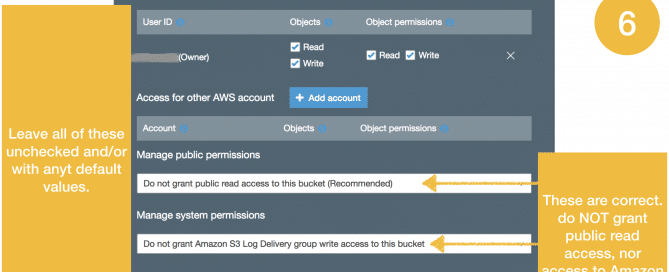 User ID Objects Object permissions
(Owner) Read Read Write
Write
Access for other AWS account + Add account
Account Objects Object permissions
Manage public permissions
Do not grant public read access to this bucket (Recommended)
Manage system permissions
Do not grant Amazon S3 Log Delivery group write access to this bucket
Leave all of these
unchecked and/or
with anyt default
values.
6
These are correct.
do NOT grant
public read
access, nor
access to Amazon